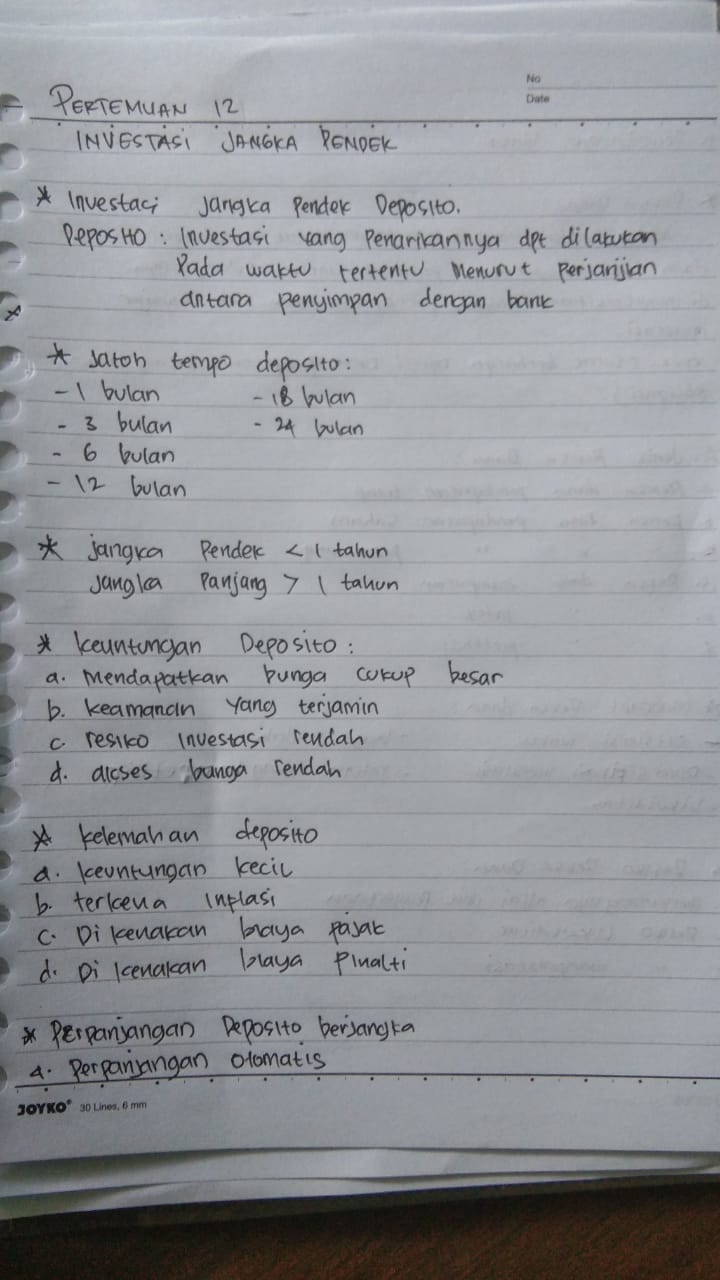 No
Date
PERTEMUAN 12
INVESTASI JANGKA PENDEK
* Investasi Jangka Pendek Deposito.
Deposito : Investasi yang Penarikannya dpt dilakukan
Pada waktu tertentu Menurut Perjanjian
antara penyimpan dengan bank
* Jatoh tempo deposito :
- 1 bulan - 18 bulan
- 3 bulan - 24 bulan
- 6 bulan
- 12 bulan
* jangka Pendek < 1 tahun
Jangka Panjang > 1 tahun
* keuntungan Deposito :
a. Mendapatkan bunga cukup besar
b. keamanan Yang terjamin
c. resiko Investasi rendah
d. akses bunga rendah
* kelemahan deposito
a. keuntungan kecil
b. terkena Inflasi
c. Di kenakan biaya pajak
d. Di kenakan biaya Pinalti
* Perpanjangan Deposito berjangka
a. Perpanjangan Otomatis
JOYKO® 30 Lines, 6 mm